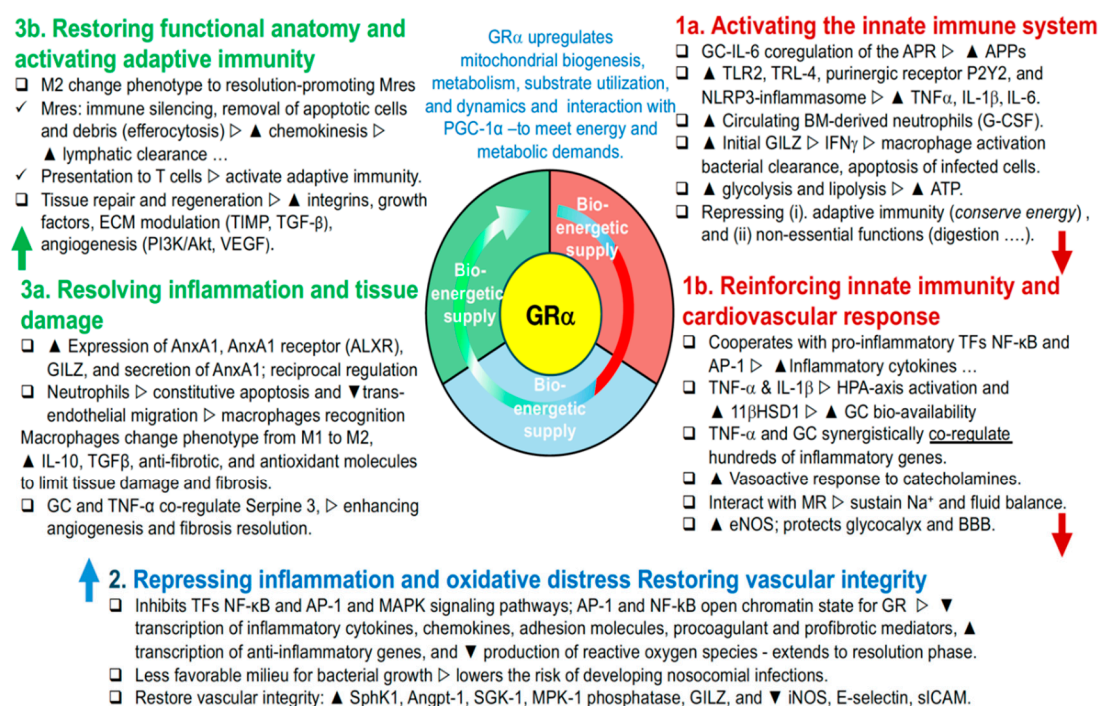 3b. Restoring functional anatomy and
activating adaptive immunity
❑ M2 change phenotype to resolution-promoting Mres
✓ Mres: immune silencing, removal of apoptotic cells
and debris (efferocytosis) ▷ ▲ chemokinesis ▷
▲ lymphatic clearance …
✓ Presentation to T cells ▷ activate adaptive immunity.
❑ Tissue repair and regeneration ▷ ▲ integrins, growth
factors, ECM modulation (TIMP, TGF-β),
angiogenesis (PI3K/Akt, VEGF).
3a. Resolving inflammation and tissue
damage
❑ ▲ Expression of AnxA1, AnxA1 receptor (ALXR),
GILZ, and secretion of AnxA1; reciprocal regulation
❑ Neutrophils ▷ constitutive apoptosis and ▼trans-
endothelial migration ▷ macrophages recognition
Macrophages change phenotype from M1 to M2,
▲ IL-10, TGFβ, anti-fibrotic, and antioxidant molecules
to limit tissue damage and fibrosis.
❑ GC and TNF-α co-regulate Serpine 3, ▷ enhancing
angiogenesis and fibrosis resolution.
GRα upregulates
mitochondrial biogenesis,
metabolism, substrate utilization,
and dynamics and interaction with
PGC-1α –to meet energy and
metabolic demands.
Bio-
energetic
supply
Bio-
energetic
supply
GRα
Bio-
energetic
supply
1a. Activating the innate immune system
❑ GC-IL-6 coregulation of the APR ▷ ▲ APPs
❑ ▲ TLR2, TRL-4, purinergic receptor P2Y2, and
NLRP3-inflammasome ▷ ▲ TNFα, IL-1β, IL-6.
❑ ▲ Circulating BM-derived neutrophils (G-CSF).
❑ ▲ Initial GILZ ▷ IFNγ ▷ macrophage activation
bacterial clearance, apoptosis of infected cells.
❑ ▲ glycolysis and lipolysis ▷ ▲ ATP.
❑ Repressing (i). adaptive immunity (conserve energy) ,
and (ii) non-essential functions (digestion ….).
1b. Reinforcing innate immunity and
cardiovascular response
❑ Cooperates with pro-inflammatory TFs NF-κB and
AP-1 ▷ ▲Inflammatory cytokines …
❑ TNF-α & IL-1β ▷ HPA-axis activation and
▲ 11βHSD1 ▷ ▲ GC bio-availability
❑ TNF-α and GC synergistically co-regulate
hundreds of inflammatory genes.
❑ ▲ Vasoactive response to catecholamines.
❑ Interact with MR ▷ sustain Na⁺ and fluid balance.
❑ ▲ eNOS; protects glycocalyx and BBB.
2. Repressing inflammation and oxidative distress Restoring vascular integrity
❑ Inhibits TFs NF-κB and AP-1 and MAPK signaling pathways; AP-1 and NF-kB open chromatin state for GR ▷ ▼
transcription of inflammatory cytokines, chemokines, adhesion molecules, procoagulant and profibrotic mediators, ▲
transcription of anti-inflammatory genes, and ▼ production of reactive oxygen species - extends to resolution phase.
❑ Less favorable milieu for bacterial growth ▷ lowers the risk of developing nosocomial infections.
❑ Restore vascular integrity: ▲ SphK1, Angpt-1, SGK-1, MPK-1 phosphatase, GILZ, and ▼ iNOS, E-selectin, sICAM.